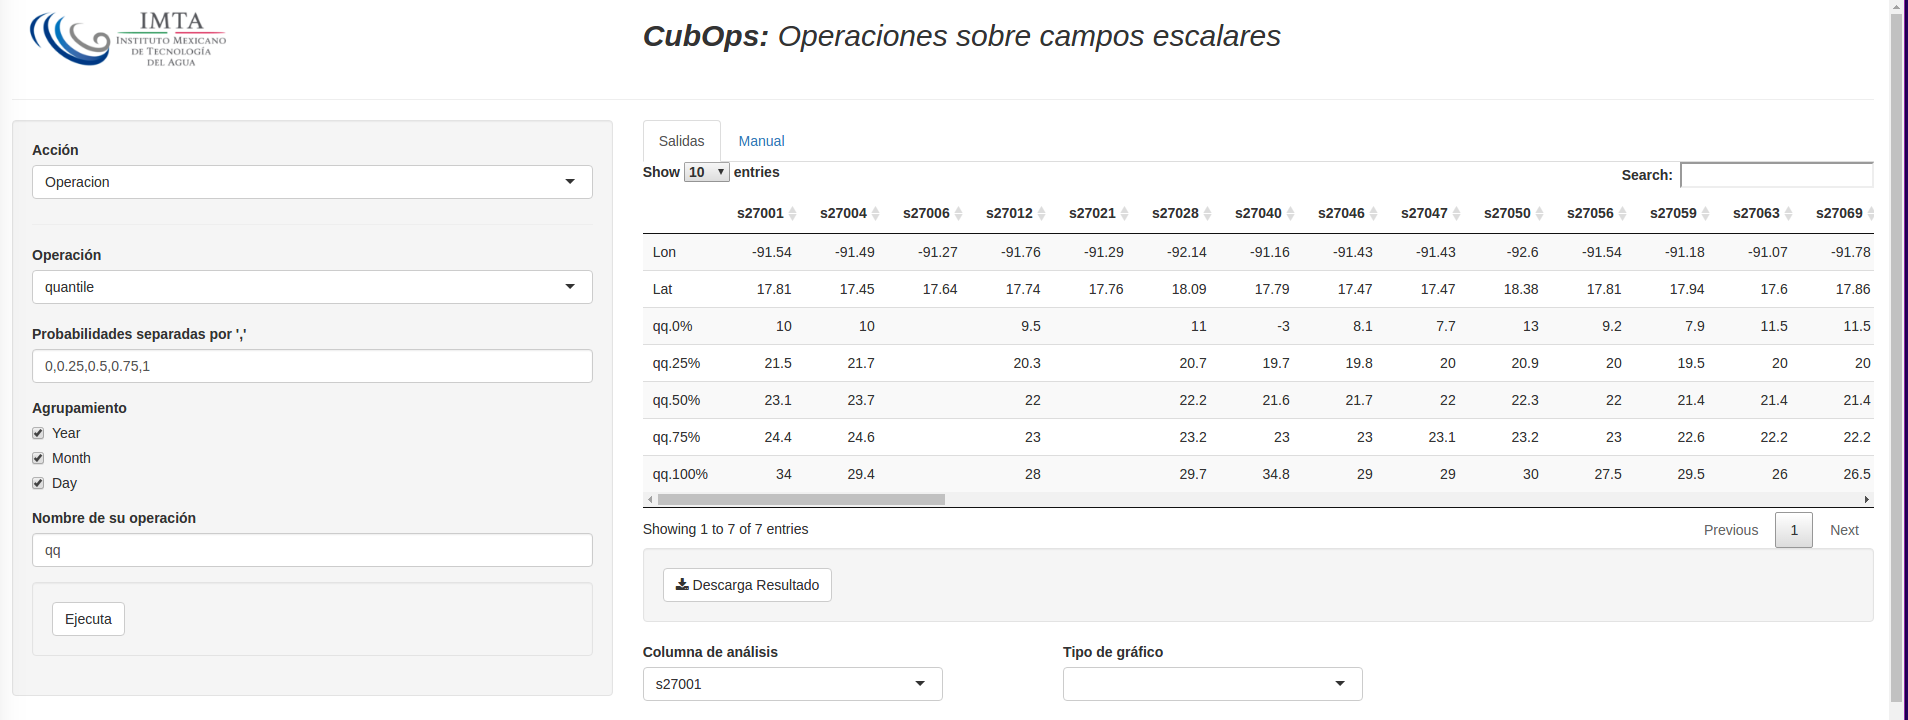 IMTA
INSTITUTO MEXICANO
DE TECNOLOGÍA
DEL AGUA
CubOps: Operaciones sobre campos escalares
Acción
Operacion
Operación
quantile
Probabilidades separadas por ','
0,0.25,0.5,0.75,1
Agrupamiento
Year
Month
Day
Nombre de su operación
qq
Ejecuta
Salidas Manual
Show 10 entries Search:
s27001 s27004 s27006 s27012 s27021 s27028 s27040 s27046 s27047 s27050 s27056 s27059 s27063 s27069
Lon -91.54 -91.49 -91.27 -91.76 -91.29 -92.14 -91.16 -91.43 -91.43 -92.6 -91.54 -91.18 -91.07 -91.78
Lat 17.81 17.45 17.64 17.74 17.76 18.09 17.79 17.47 17.47 18.38 17.81 17.94 17.6 17.86
qq.0% 10 10 9.5 11 -3 8.1 7.7 13 9.2 7.9 11.5 11.5
qq.25% 21.5 21.7 20.3 20.7 19.7 19.8 20 20.9 20 19.5 20 20
qq.50% 23.1 23.7 22 22.2 21.6 21.7 22 22.3 22 21.4 21.4 21.4
qq.75% 24.4 24.6 23 23.2 23 23 23.1 23.2 23 22.6 22.2 22.2
qq.100% 34 29.4 28 29.7 34.8 29 29 30 27.5 29.5 26 26.5
Showing 1 to 7 of 7 entries Previous 1 Next
Descarga Resultado
Columna de análisis Tipo de gráfico
s27001